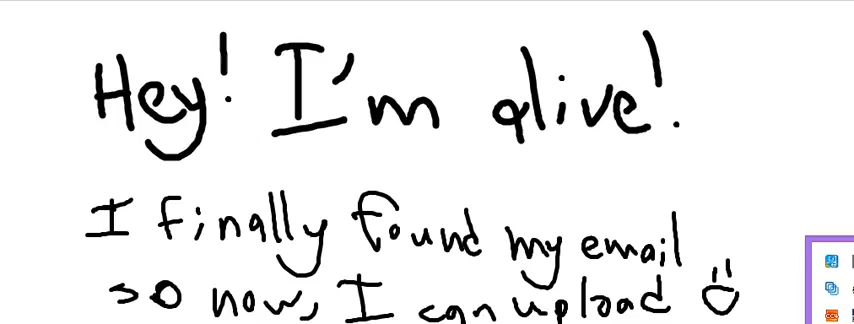 Hey! I'm alive!
I finally found my email
so now, I can upload